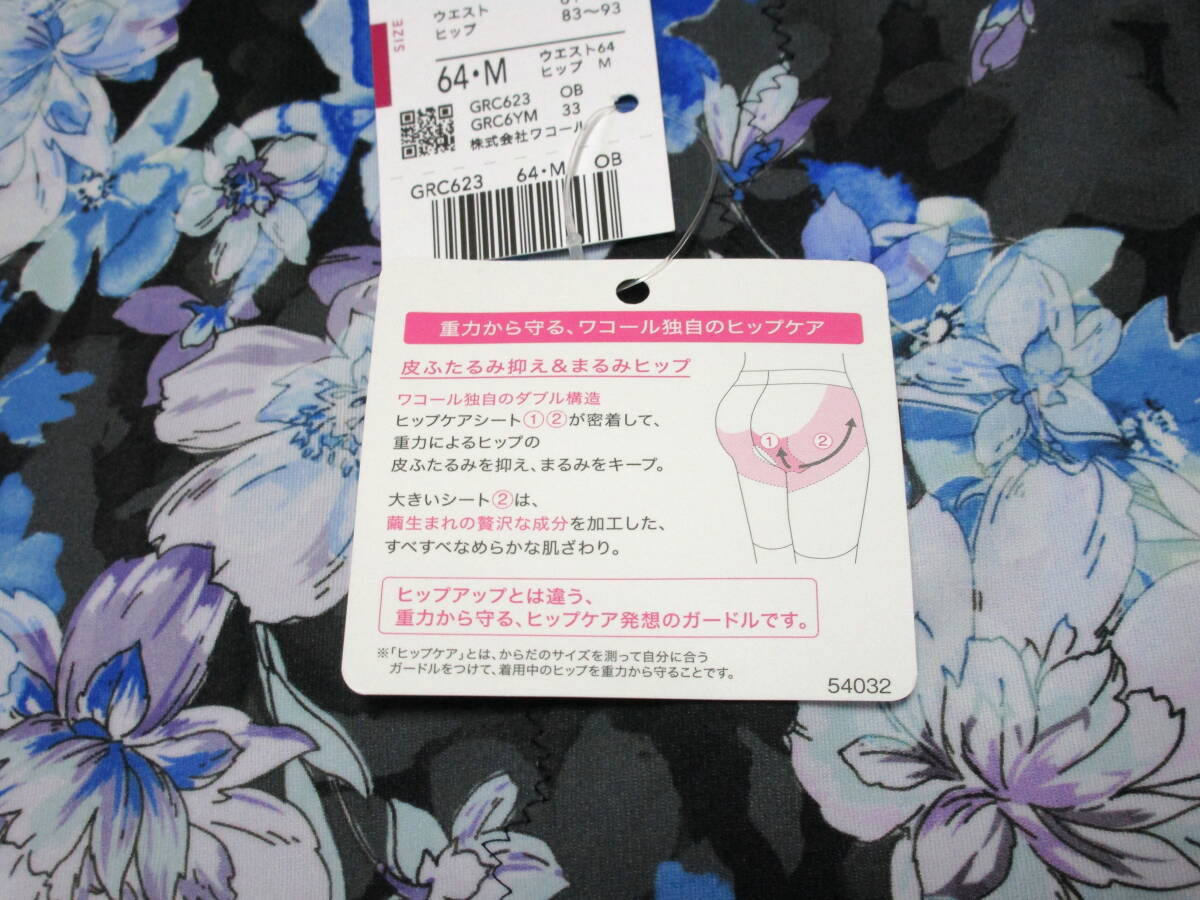 SIZE
ウエスト
ヒップ
83〜93
64・M
ウエスト64
ヒップ M
GRC623 OB
GRC6YM 33
株式会社ワコール
GRC623 64・M OB
重力から守る、ワコール独自のヒップケア
皮ふたるみ抑え&まるみヒップ
ワコール独自のダブル構造
ヒップケアシート①②が密着して、
重力によるヒップの
皮ふたるみを抑え、まるみをキープ。
大きいシート②は、
繭生まれの贅沢な成分を加工した、
すべすべなめらかな肌ざわり。
① ②
ヒップアップとは違う、
重力から守る、ヒップケア発想のガードルです。
※「ヒップケア」とは、からだのサイズを測って自分に合う
ガードルをつけて、着用中のヒップを重力から守ることです。
54032